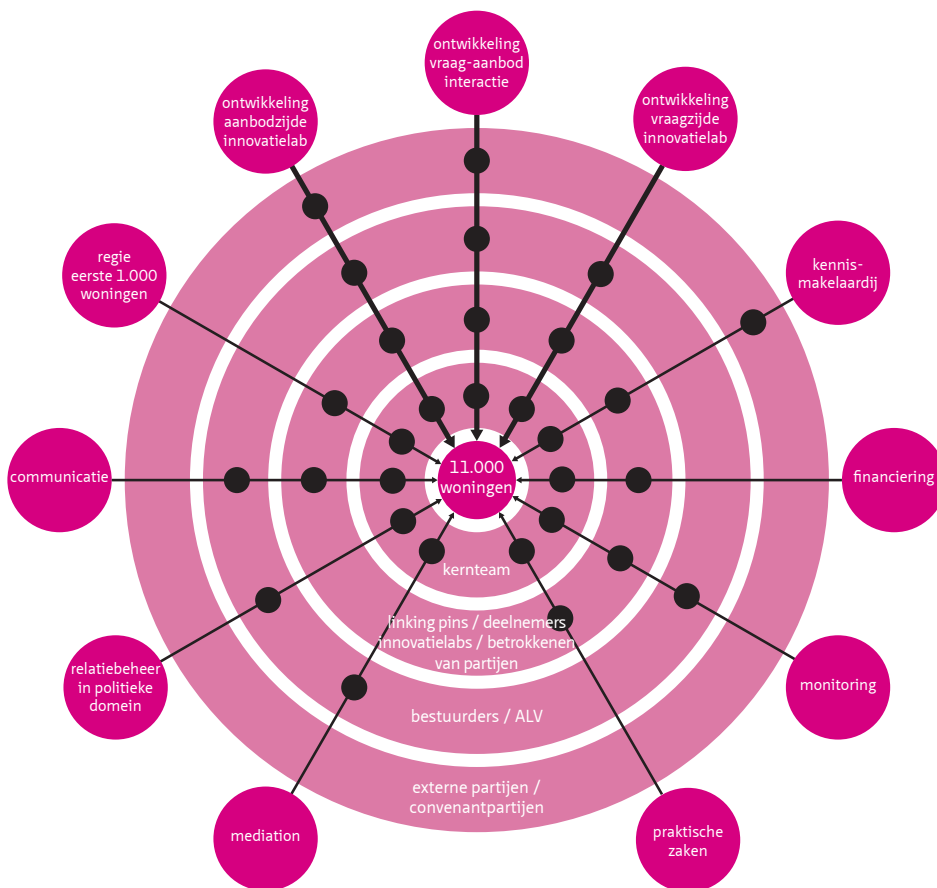 ontwikkeling
vraag-aanbod
interactie
ontwikkeling
aanbodzijde
innovatielab
ontwikkeling
vraagzijde
innovatielab
regie
eerste 1.000
woningen
kennis-
makelaardij
communicatie
11.000
woningen
financiering
kernteam
linking pins / deelnemers
innovatielabs / betrokkenen
van partijen
relatiebeheer
in politieke
domein
monitoring
bestuurders / ALV
externe partijen /
convenantpartijen
mediation
praktische
zaken